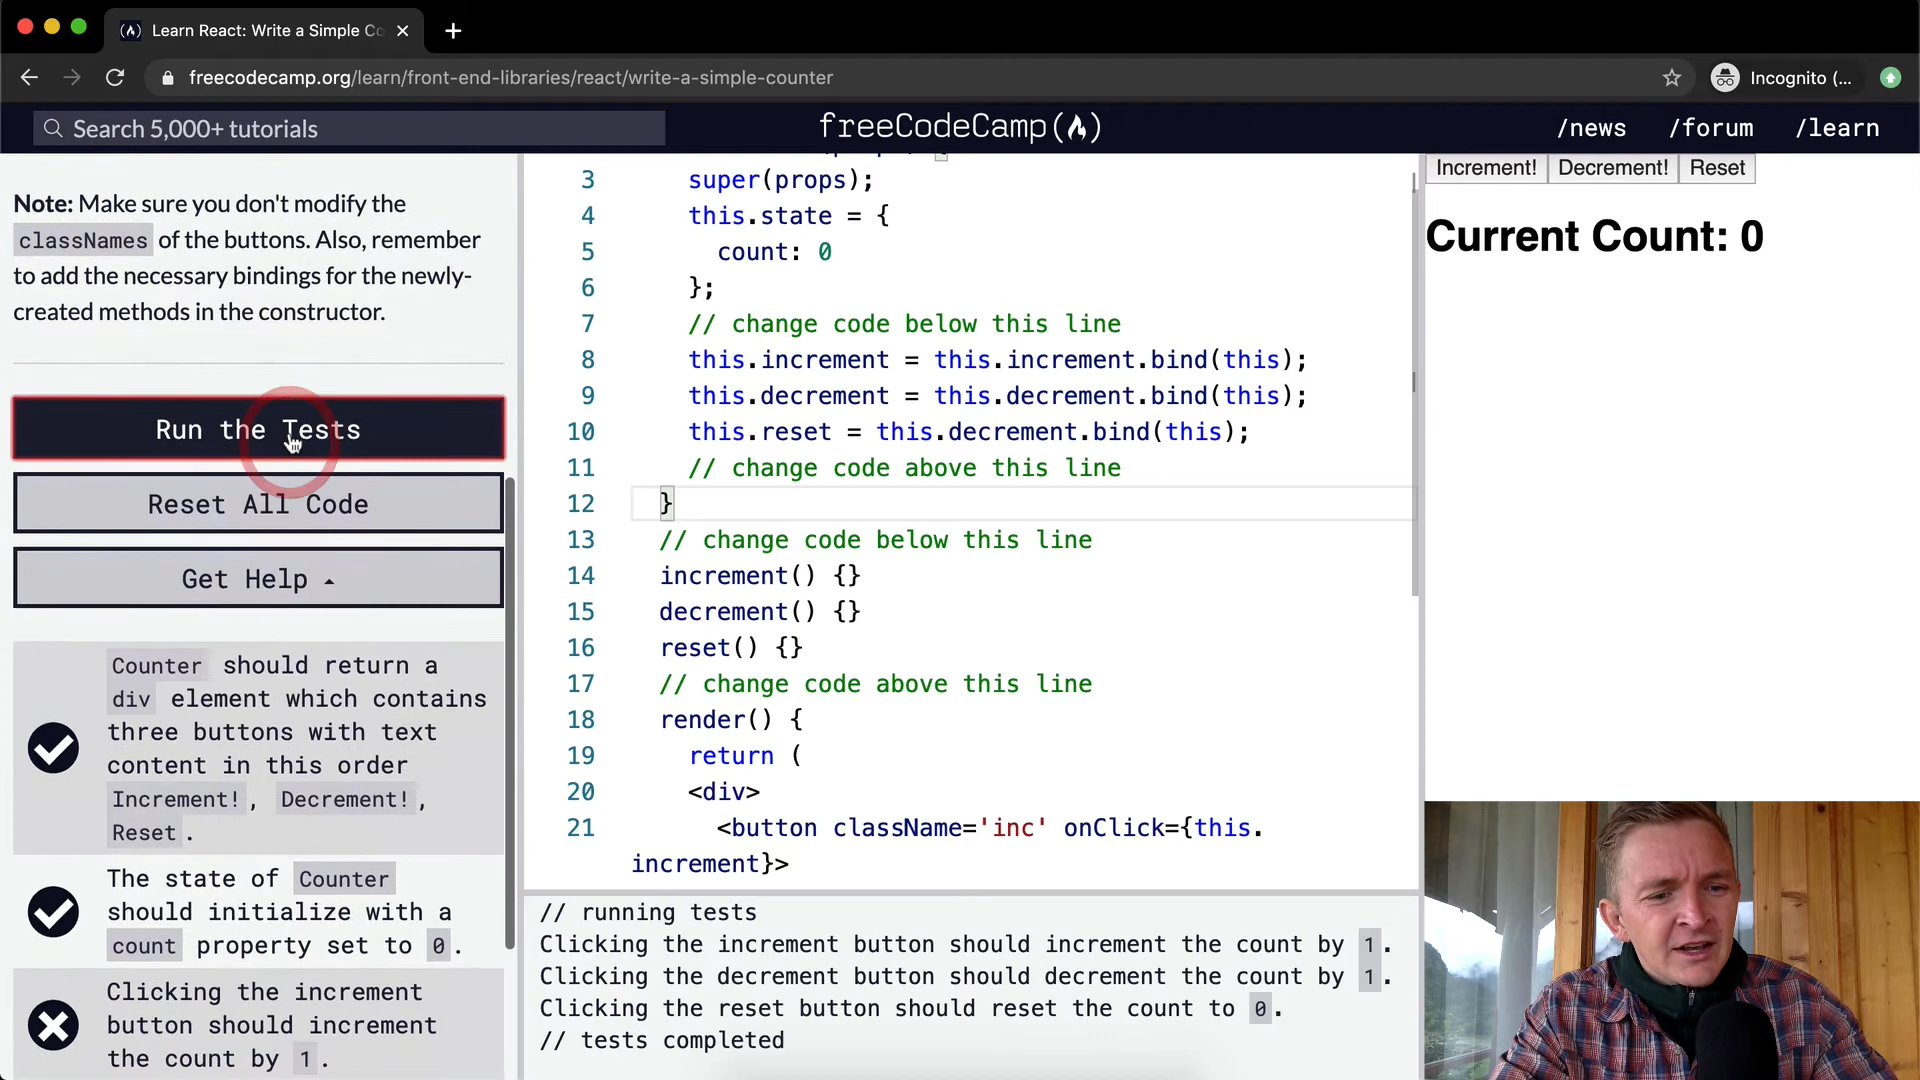 Learn React: Write a Simple Co
freecodecamp.org/learn/front-end-libraries/react/write-a-simple-counter
Incognito (...
Search 5,000+ tutorials
freeCodeCamp
/news /forum /learn
Note: Make sure you don't modify the
classNames of the buttons. Also, remember
to add the necessary bindings for the newly-
created methods in the constructor.
Run the Tests
Reset All Code
Get Help
Counter should return a
div element which contains
three buttons with text
content in this order
Increment!, Decrement!,
Reset.
The state of Counter
should initialize with a
count property set to 0.
Clicking the increment
button should increment
the count by 1.
3 super(props);
4 this.state = {
5 count: 0
6 };
7 // change code below this line
8 this.increment = this.increment.bind(this);
9 this.decrement = this.decrement.bind(this);
10 this.reset = this.decrement.bind(this);
11 // change code above this line
12 }
13 // change code below this line
14 increment() {}
15 decrement() {}
16 reset() {}
17 // change code above this line
18 render() {
19 return (
20 <div>
21 <button className='inc' onClick={this.
increment}>
// running tests
Clicking the increment button should increment the count by 1.
Clicking the decrement button should decrement the count by 1.
Clicking the reset button should reset the count to 0.
// tests completed
Increment! Decrement! Reset
Current Count: 0